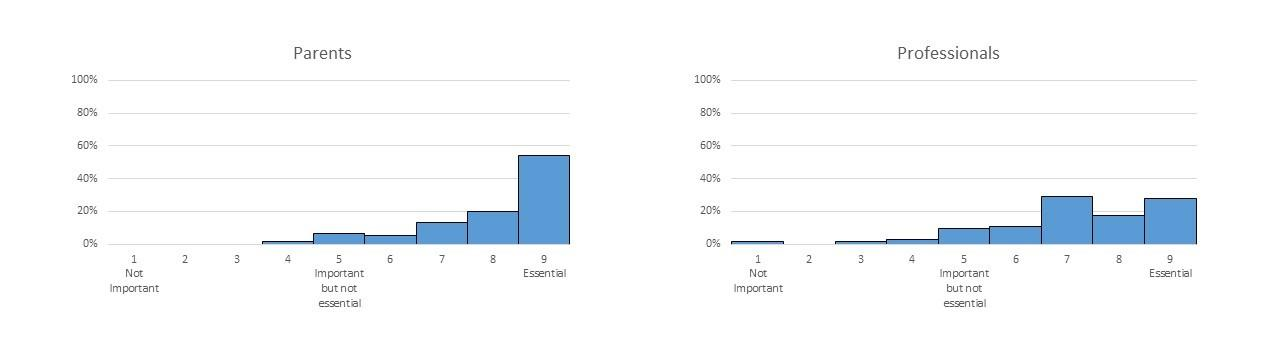 Parents
100%
80%
60%
40%
20%
0%
1 2 3 4 5 6 7 8 9
Not Important but not essential Essential
Important
Professionals
100%
80%
60%
40%
20%
0%
1 2 3 4 5 6 7 8 9
Not Important but not essential Essential
Important